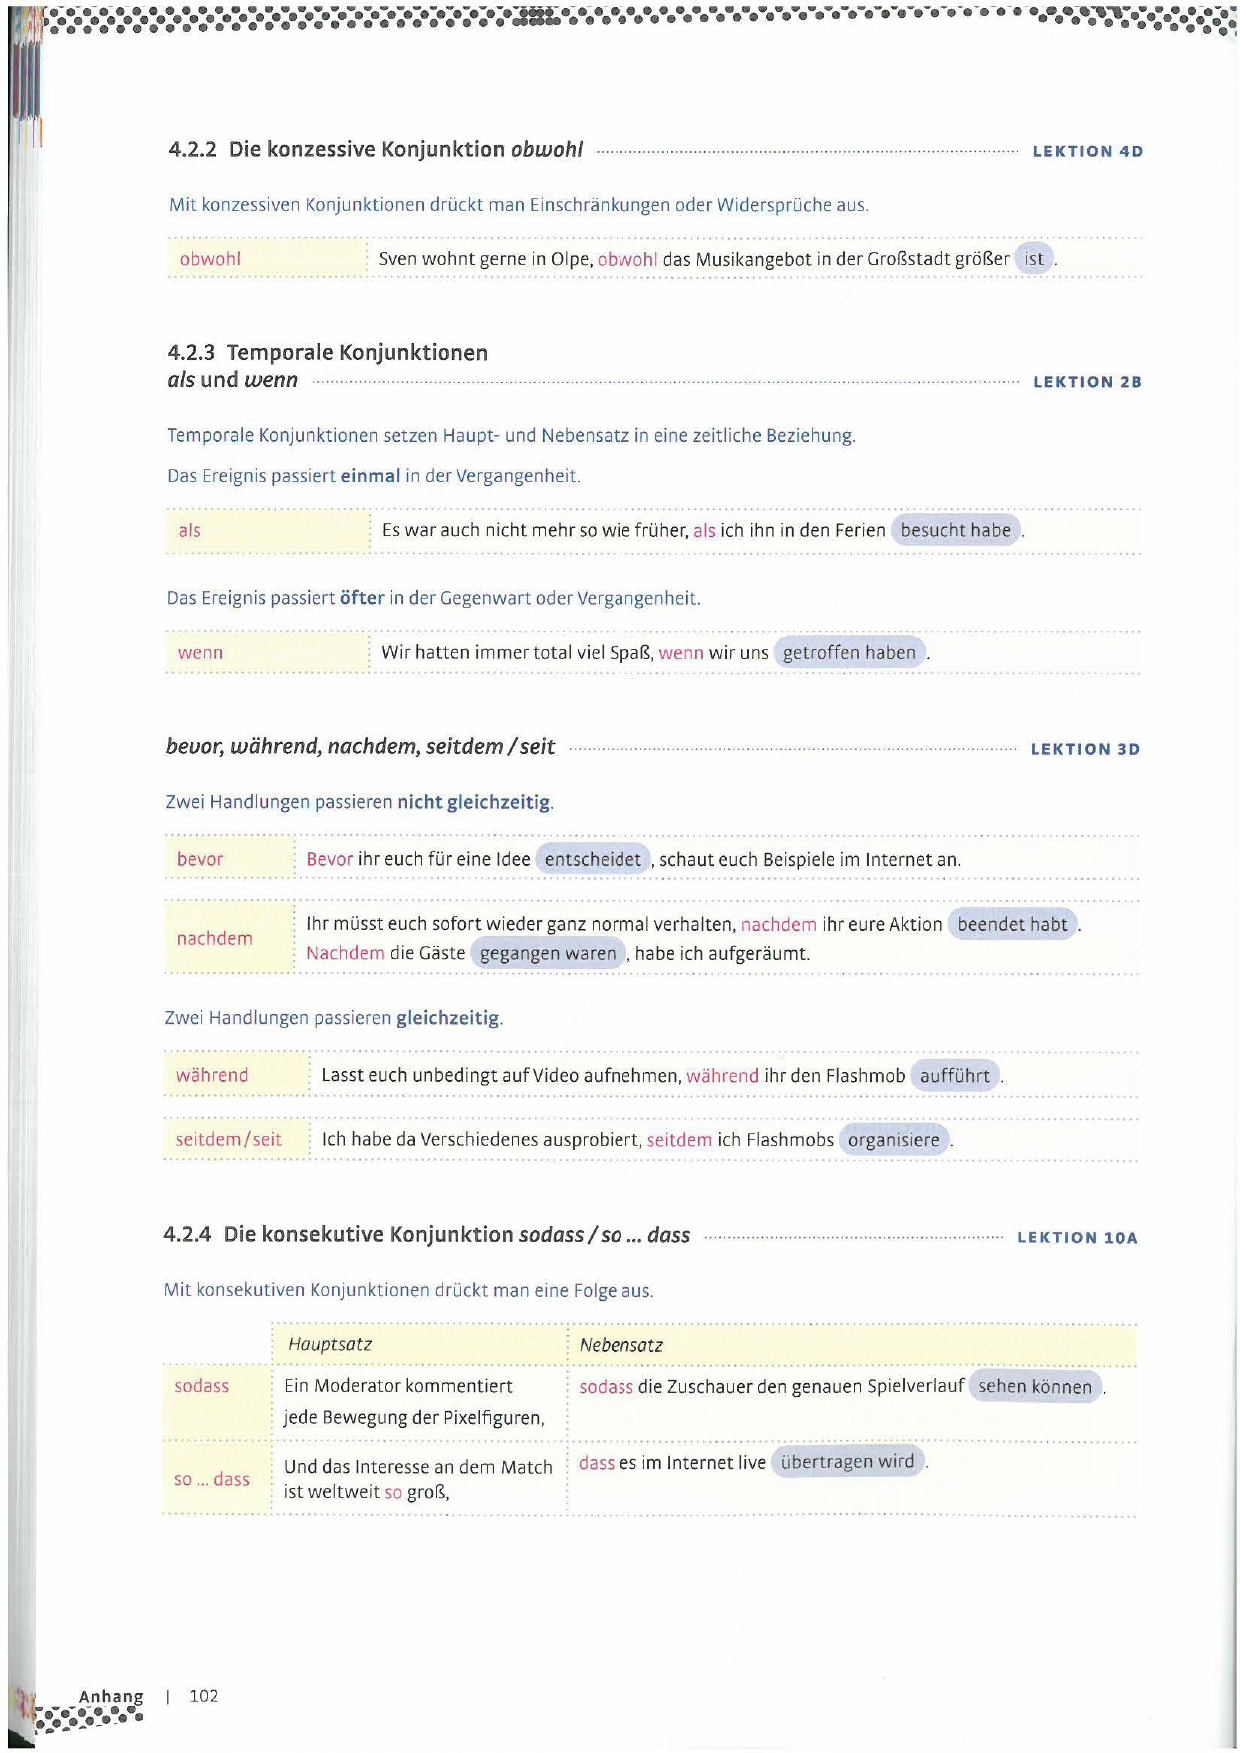 4.2.2 Die konzessive Konjunktion obwohl LEKTION 4D
Mit konzessiven Konjunktionen drückt man Einschränkungen oder Widersprüche aus.
obwohl Sven wohnt gerne in Olpe, obwohl das Musikangebot in der Großstadt größer ist .
4.2.3 Temporale Konjunktionen
als und wenn LEKTION 2B
Temporale Konjunktionen setzen Haupt- und Nebensatz in eine zeitliche Beziehung.
Das Ereignis passiert einmal in der Vergangenheit.
als Es war auch nicht mehr so wie früher, als ich ihn in den Ferien besucht habe .
Das Ereignis passiert öfter in der Gegenwart oder Vergangenheit.
wenn Wir hatten immer total viel Spaß, wenn wir uns getroffen haben .
bevor, während, nachdem, seitdem / seit LEKTION 3D
Zwei Handlungen passieren nicht gleichzeitig.
bevor Bevor ihr euch für eine Idee entscheidet , schaut euch Beispiele im Internet an.
nachdem Ihr müsst euch sofort wieder ganz normal verhalten, nachdem ihr eure Aktion beendet habt .
Nachdem die Gäste gegangen waren , habe ich aufgeräumt.
Zwei Handlungen passieren gleichzeitig.
während Lasst euch unbedingt auf Video aufnehmen, während ihr den Flashmob aufführt .
seitdem / seit Ich habe da Verschiedenes ausprobiert, seitdem ich Flashmobs organisiere .
4.2.4 Die konsekutive Konjunktion sodass / so ... dass LEKTION 10A
Mit konsekutiven Konjunktionen drückt man eine Folge aus.
Hauptsatz Nebensatz
sodass Ein Moderator kommentiert sodass die Zuschauer den genauen Spielverlauf sehen können .
jede Bewegung der Pixelfiguren,
so ... dass Und das Interesse an dem Match dass es im Internet live übertragen wird .
ist weltweit so groß,
Anhang | 102